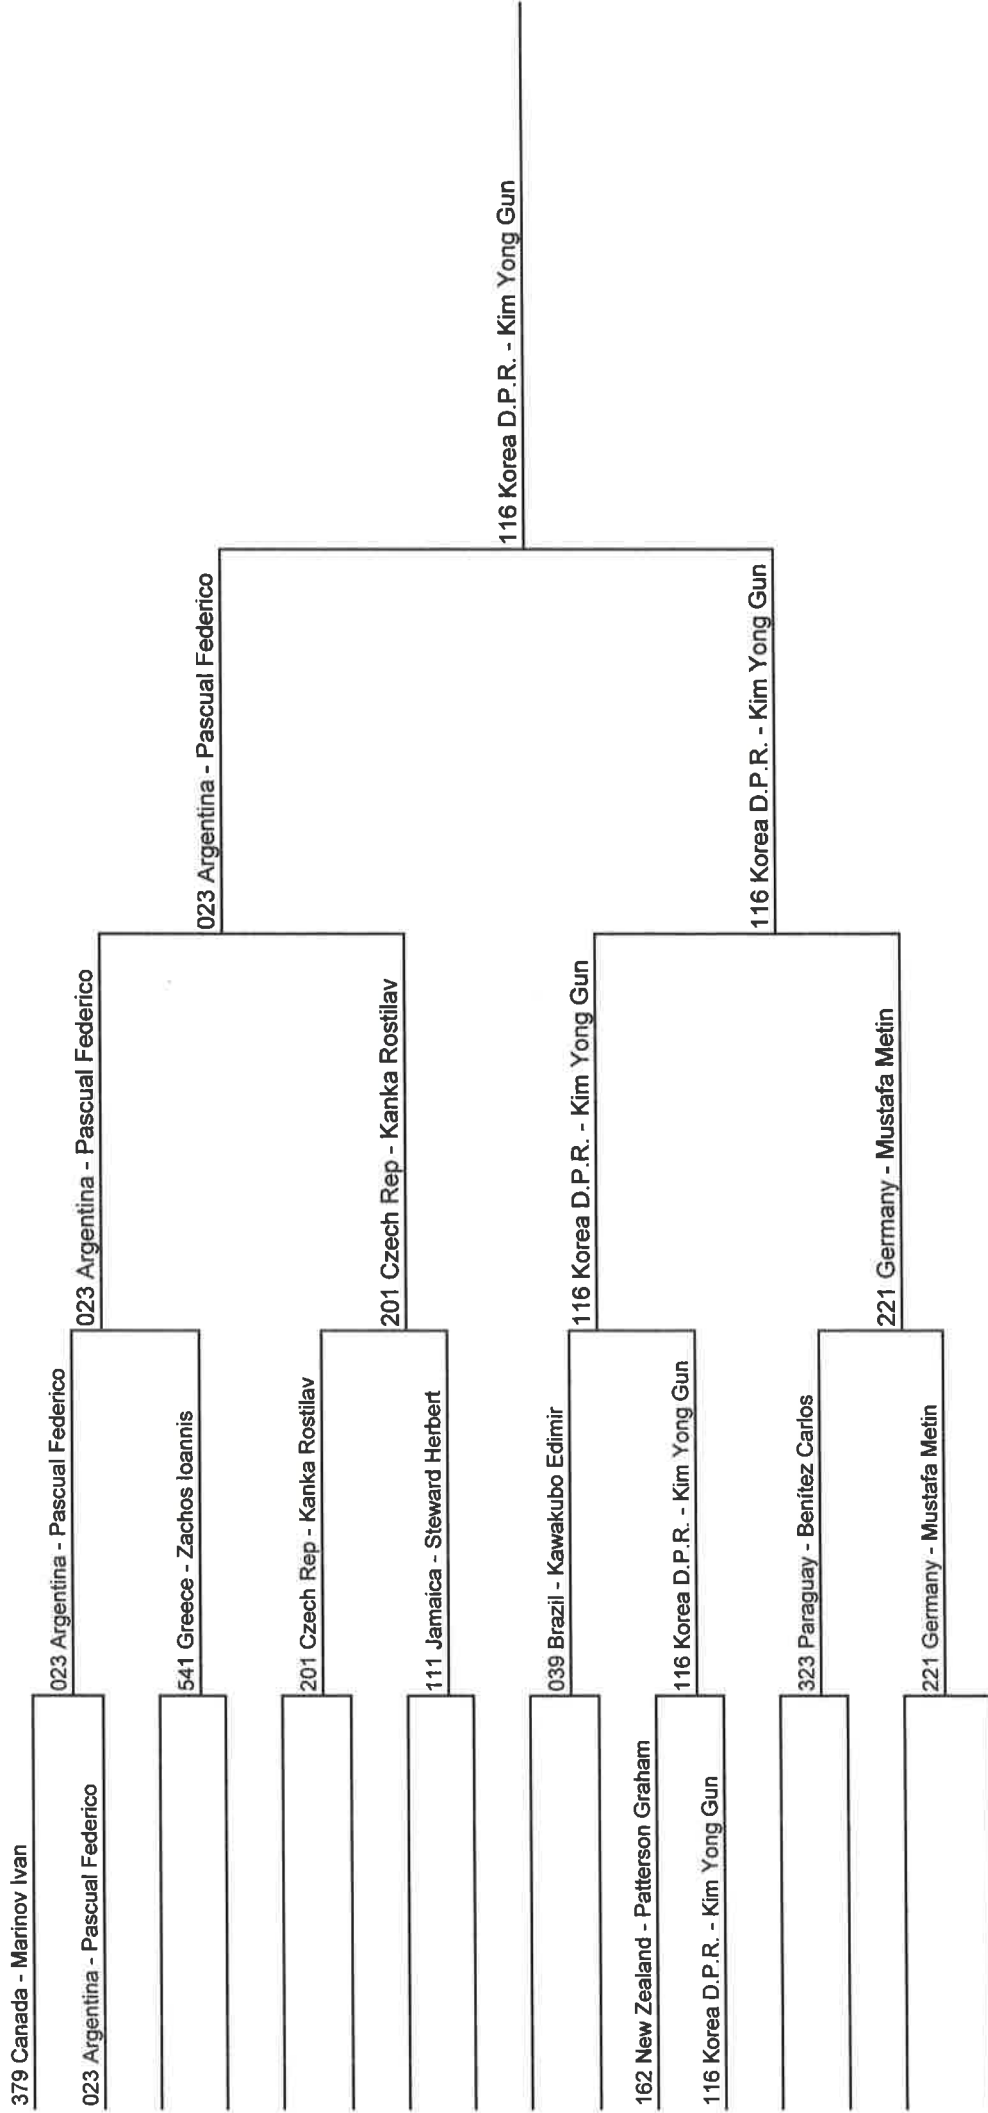 379 Canada - Marinov Ivan
023 Argentina - Pascual Federico
162 New Zealand - Patterson Graham
116 Korea D.P.R. - Kim Yong Gun
023 Argentina - Pascual Federico
541 Greece - Zachos Ioannis
201 Czech Rep - Kanka Rostilav
111 Jamaica - Steward Herbert
039 Brazil - Kawakubo Edimir
116 Korea D.P.R. - Kim Yong Gun
323 Paraguay - Benítez Carlos
221 Germany - Mustafa Metin
023 Argentina - Pascual Federico
201 Czech Rep - Kanka Rostilav
116 Korea D.P.R. - Kim Yong Gun
221 Germany - Mustafa Metin
023 Argentina - Pascual Federico
116 Korea D.P.R. - Kim Yong Gun
116 Korea D.P.R. - Kim Yong Gun